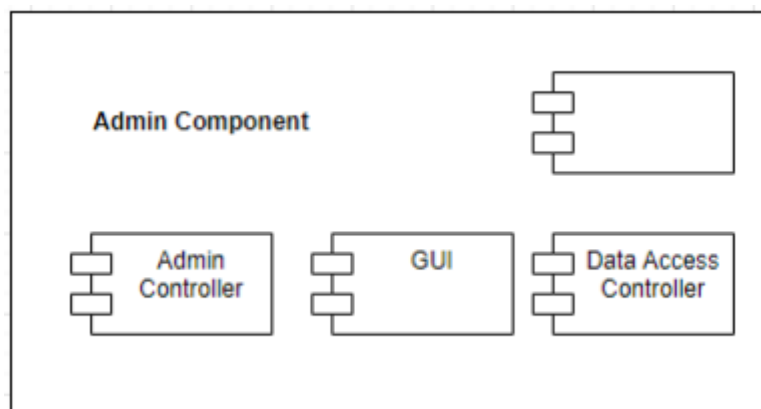 Admin Component
Admin
Controller
GUI
Data Access
Controller